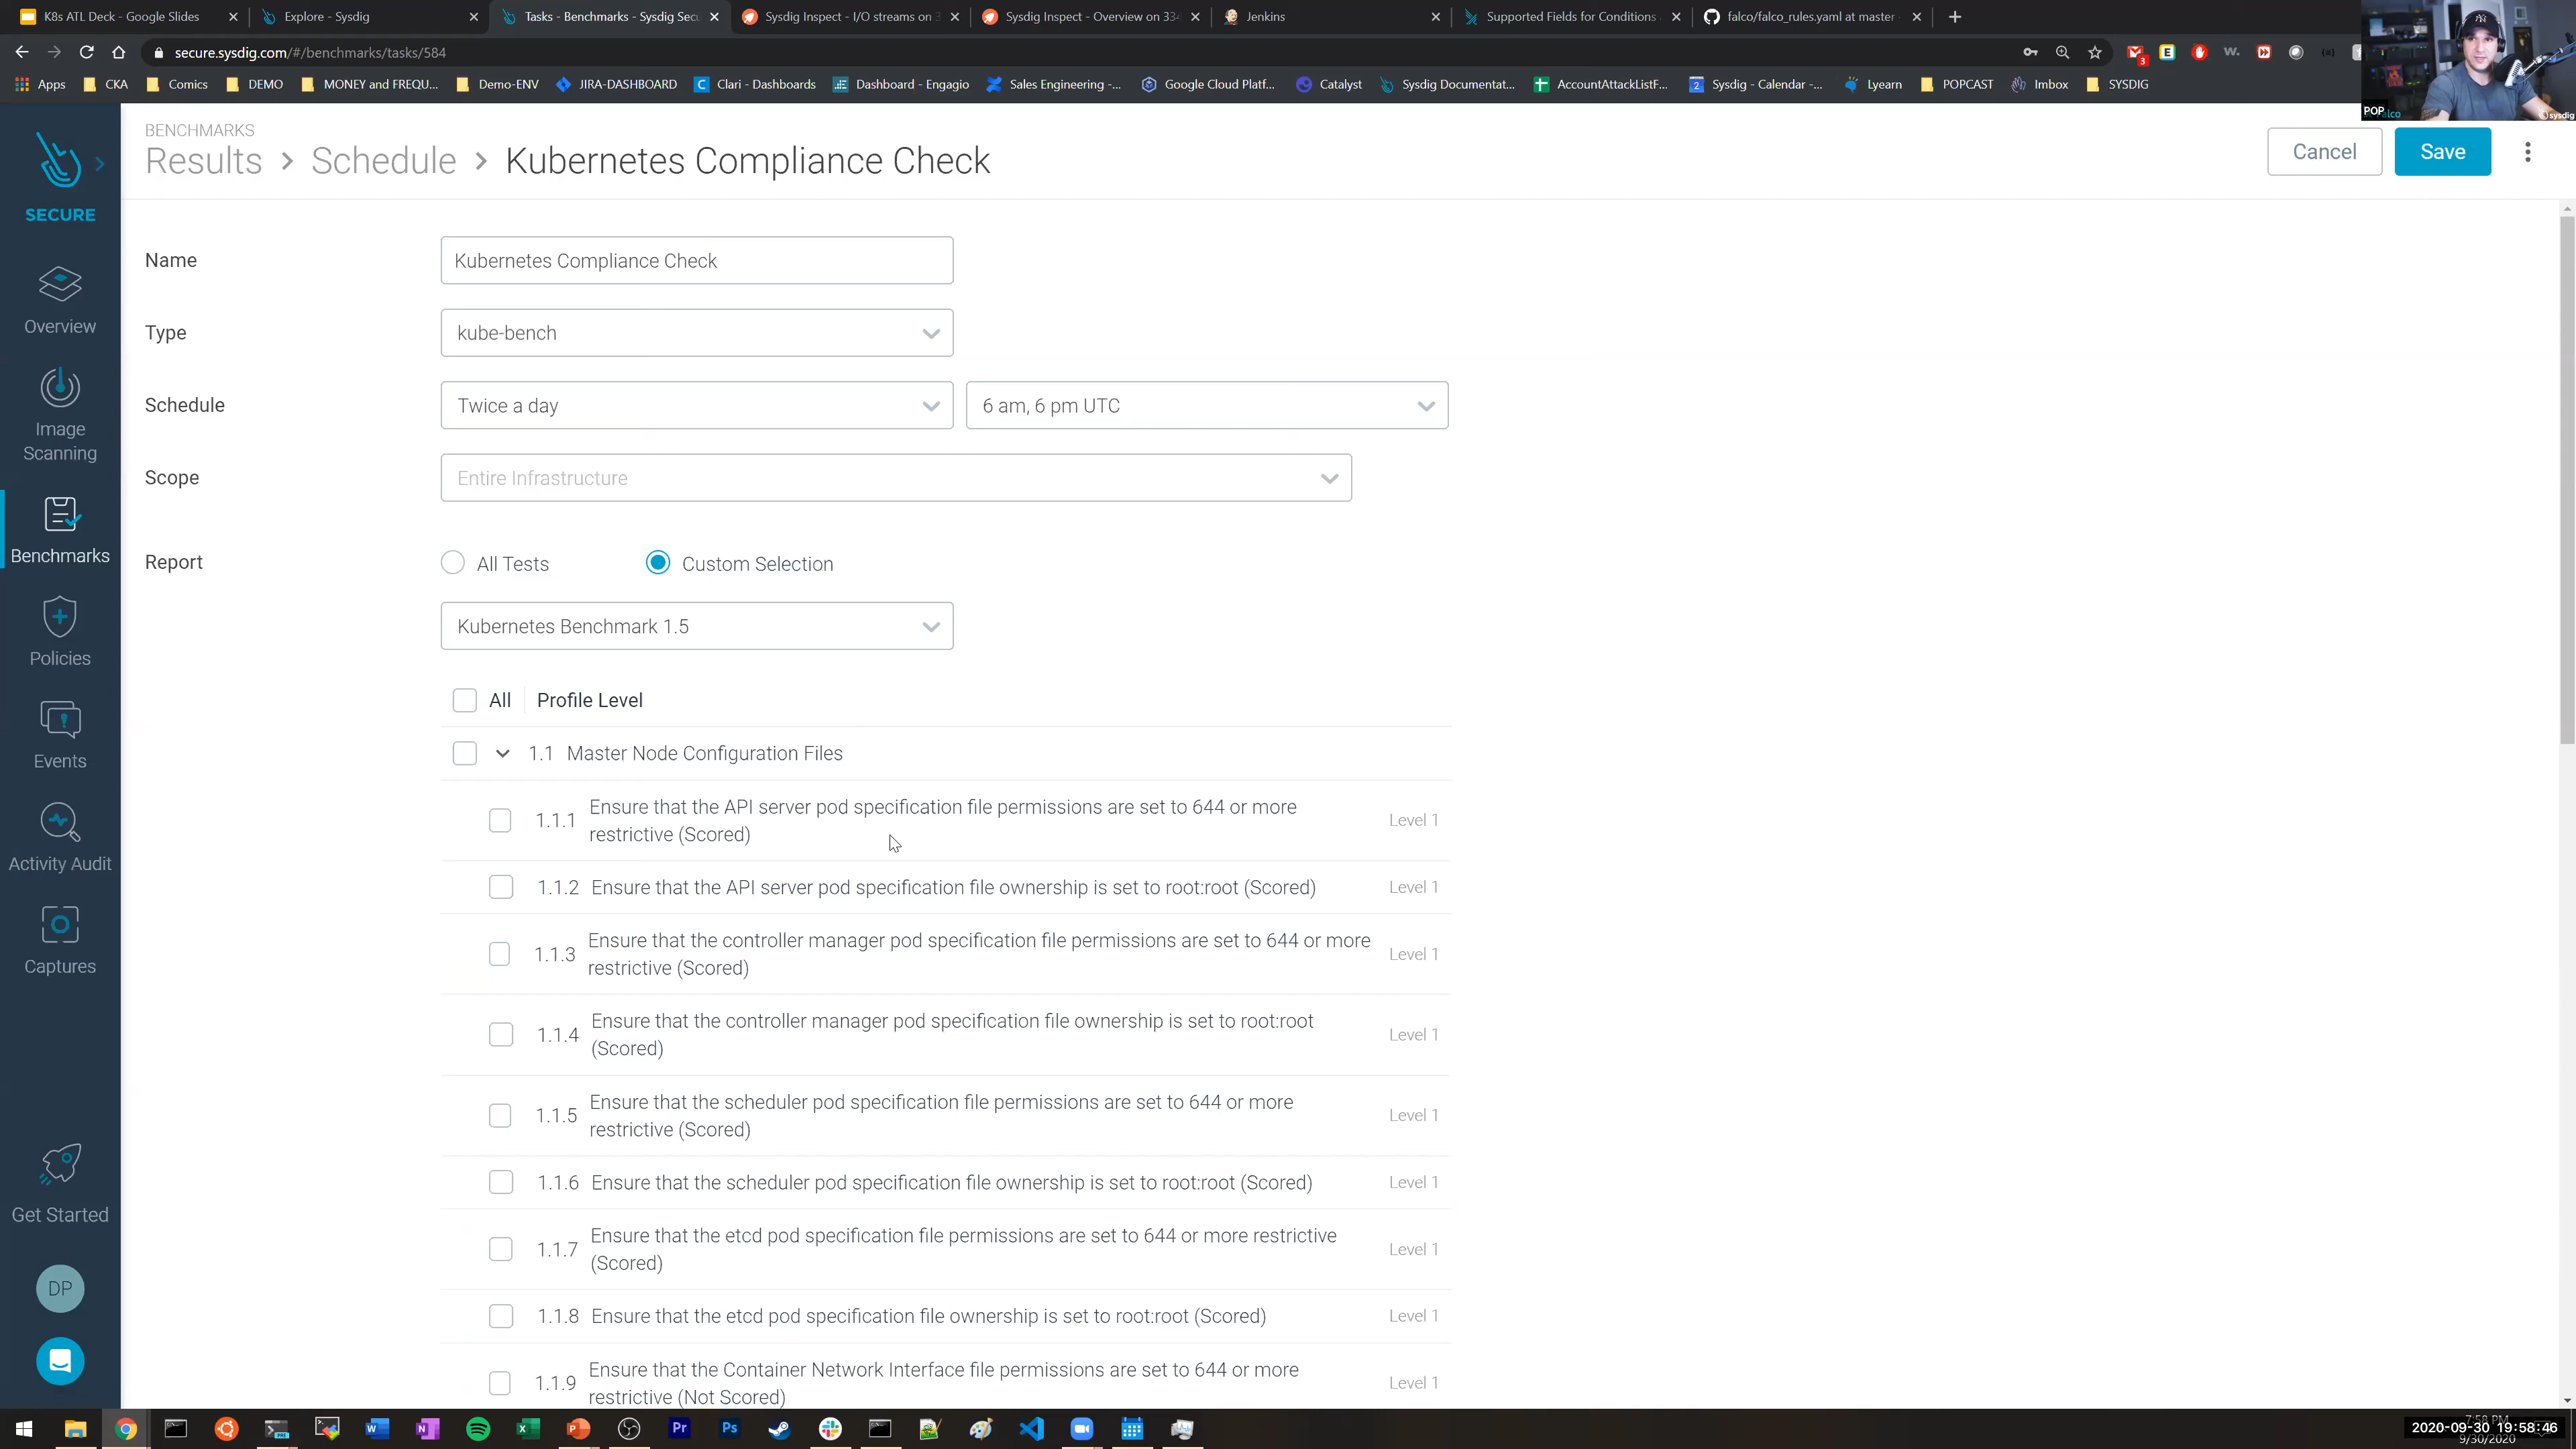 K8s ATL Deck - Google Slides
Explore - Sysdig
Tasks - Benchmarks - Sysdig Sec
Sysdig Inspect - I/O streams on 3
Sysdig Inspect - Overview on 334
Jenkins
Supported Fields for Conditions
falco/falco_rules.yaml at master
secure.sysdig.com/#/benchmarks/tasks/584
Apps
CKA
Comics
DEMO
MONEY and FREQU...
Demo-ENV
JIRA-DASHBOARD
Clari - Dashboards
Dashboard - Engagio
Sales Engineering -...
Google Cloud Platf...
Catalyst
Sysdig Documentat...
AccountAttackListF...
Sysdig - Calendar -...
Lyearn
POPCAST
Imbox
SYSDIG
POP
sysdig
BENCHMARKS
Results > Schedule > Kubernetes Compliance Check
Cancel
Save
SECURE
Overview
Image
Scanning
Benchmarks
Policies
Events
Activity Audit
Captures
Get Started
DP
Name
Kubernetes Compliance Check
Type
kube-bench
Schedule
Twice a day
6 am, 6 pm UTC
Scope
Entire Infrastructure
Report
All Tests
Custom Selection
Kubernetes Benchmark 1.5
All
Profile Level
1.1 Master Node Configuration Files
1.1.1 Ensure that the API server pod specification file permissions are set to 644 or more
restrictive (Scored)
Level 1
1.1.2 Ensure that the API server pod specification file ownership is set to root:root (Scored)
Level 1
1.1.3 Ensure that the controller manager pod specification file permissions are set to 644 or more
restrictive (Scored)
Level 1
1.1.4 Ensure that the controller manager pod specification file ownership is set to root:root
(Scored)
Level 1
1.1.5 Ensure that the scheduler pod specification file permissions are set to 644 or more
restrictive (Scored)
Level 1
1.1.6 Ensure that the scheduler pod specification file ownership is set to root:root (Scored)
Level 1
1.1.7 Ensure that the etcd pod specification file permissions are set to 644 or more restrictive
(Scored)
Level 1
1.1.8 Ensure that the etcd pod specification file ownership is set to root:root (Scored)
Level 1
1.1.9 Ensure that the Container Network Interface file permissions are set to 644 or more
restrictive (Not Scored)
Level 1
7:58 PM
2020-09-30 19:58:46
9/30/2020